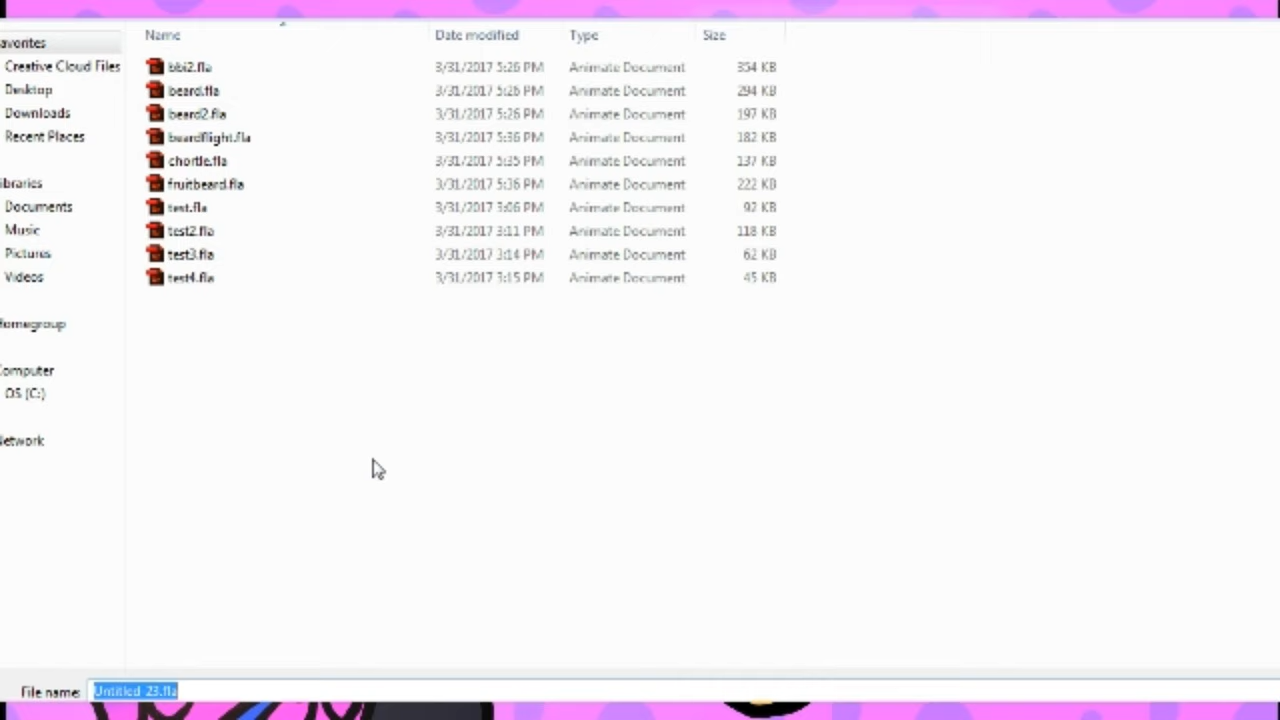 Name Date modified Type Size
avorites
Creative Cloud Files
Desktop
Downloads
Recent Places
ibraries
Documents
Music
Pictures
Videos
Homegroup
Computer
OS (C:)
Network
bbi2.fla 3/31/2017 5:26 PM Animate Document 354 KB
beard.fla 3/31/2017 5:26 PM Animate Document 294 KB
beard2.fla 3/31/2017 5:26 PM Animate Document 197 KB
beardflight.fla 3/31/2017 5:36 PM Animate Document 182 KB
chortle.fla 3/31/2017 5:35 PM Animate Document 137 KB
fruitbeard.fla 3/31/2017 5:36 PM Animate Document 222 KB
test.fla 3/31/2017 3:06 PM Animate Document 92 KB
test2.fla 3/31/2017 3:11 PM Animate Document 118 KB
test3.fla 3/31/2017 3:14 PM Animate Document 62 KB
test4.fla 3/31/2017 3:15 PM Animate Document 45 KB
File name: Untitled-23.fla